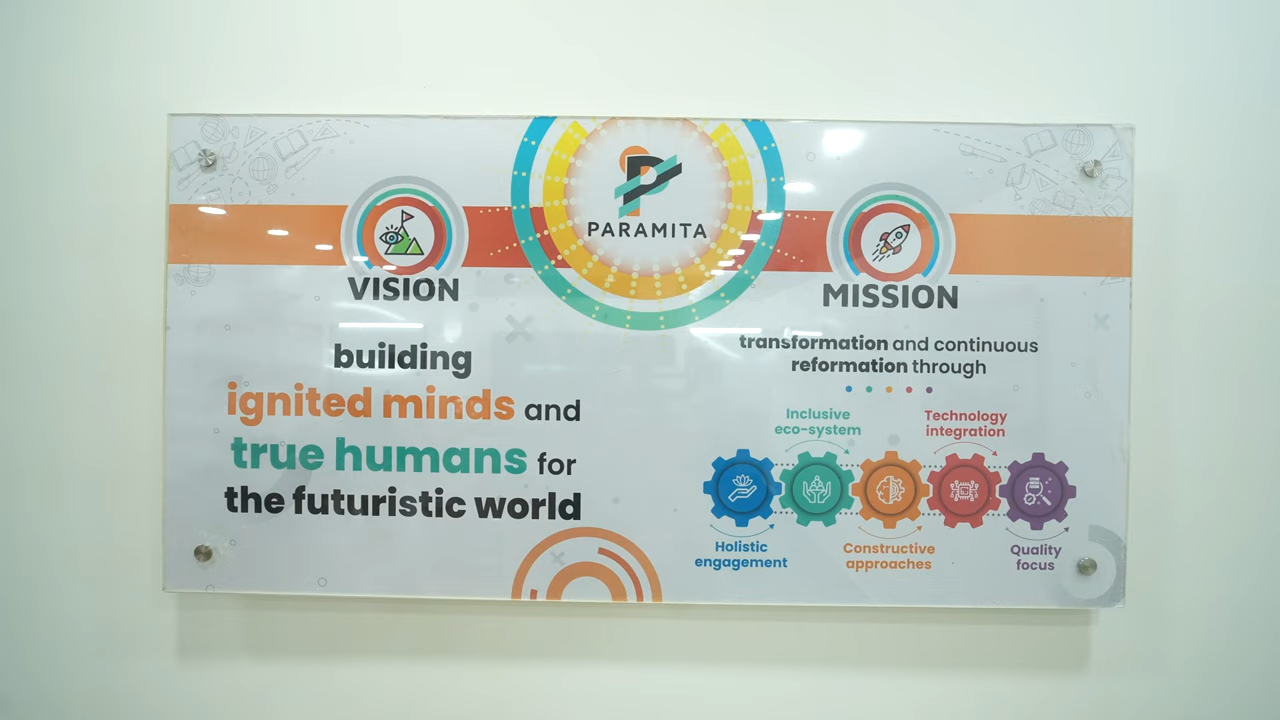 PARAMITA
VISION
building
ignited minds and
true humans for
the futuristic world
MISSION
transformation and continuous
reformation through
Inclusive
eco-system
Technology
integration
Holistic
engagement
Constructive
approaches
Quality
focus